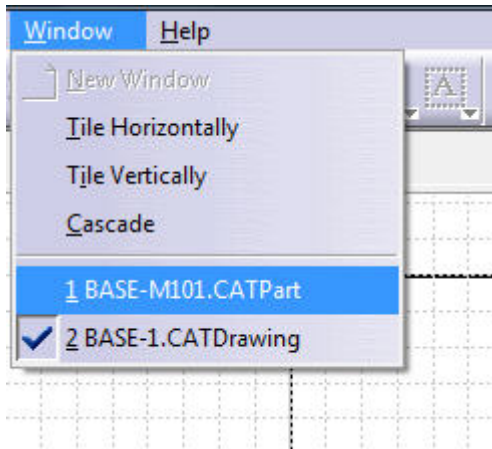 Window Help
New Window
Tile Horizontally
Tile Vertically
Cascade
1 BASE-M101.CATPart
2 BASE-1.CATDrawing
A